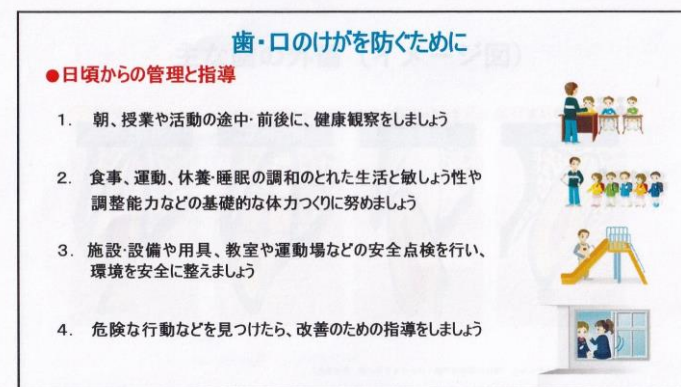 歯・口のけがを防ぐために
●日頃からの管理と指導
1. 朝、授業や活動の途中・前後に、健康観察をしましょう
2. 食事、運動、休養・睡眠の調和のとれた生活と敏しょう性や
調整能力などの基礎的な体力つくりに努めましょう
3. 施設・設備や用具、教室や運動場などの安全点検を行い、
環境を安全に整えましょう
4. 危険な行動などを見つけたら、改善のための指導をしましょう